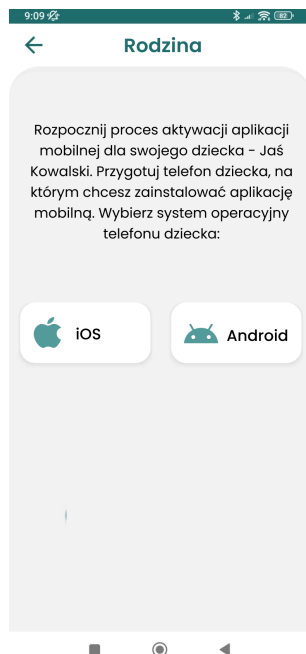 9:09
82
Rodzina
Rozpocznij proces aktywacji aplikacji
mobilnej dla swojego dziecka - Jaś
Kowalski. Przygotuj telefon dziecka, na
którym chcesz zainstalować aplikację
mobilną. Wybierz system operacyjny
telefonu dziecka:
iOS
Android